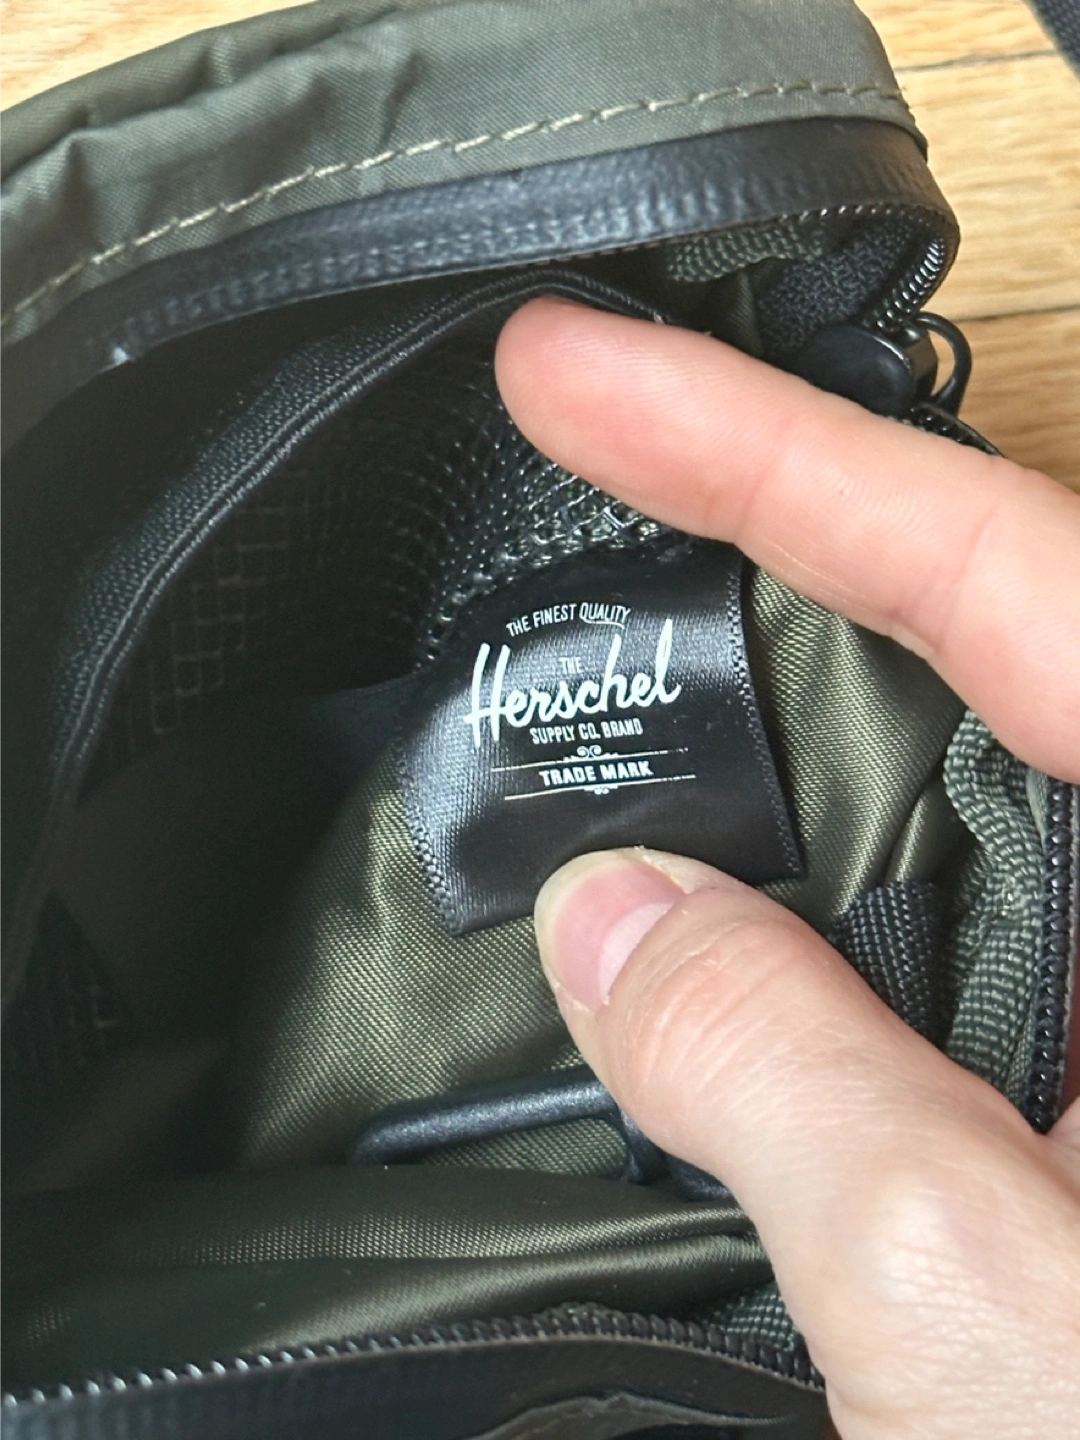 THE FINEST QUALITY
THE
Herschel
SUPPLY CO. BRAND
TRADE MARK